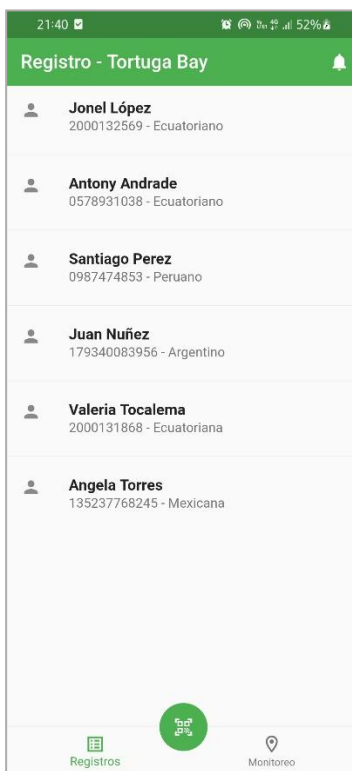 21:40
52%
Registro - Tortuga Bay
Jonel López
2000132569 - Ecuatoriano
Antony Andrade
0578931038 - Ecuatoriano
Santiago Perez
0987474853 - Peruano
Juan Nuñez
179340083956 - Argentino
Valeria Tocalema
2000131868 - Ecuatoriana
Angela Torres
135237768245 - Mexicana
Registros
Monitoreo